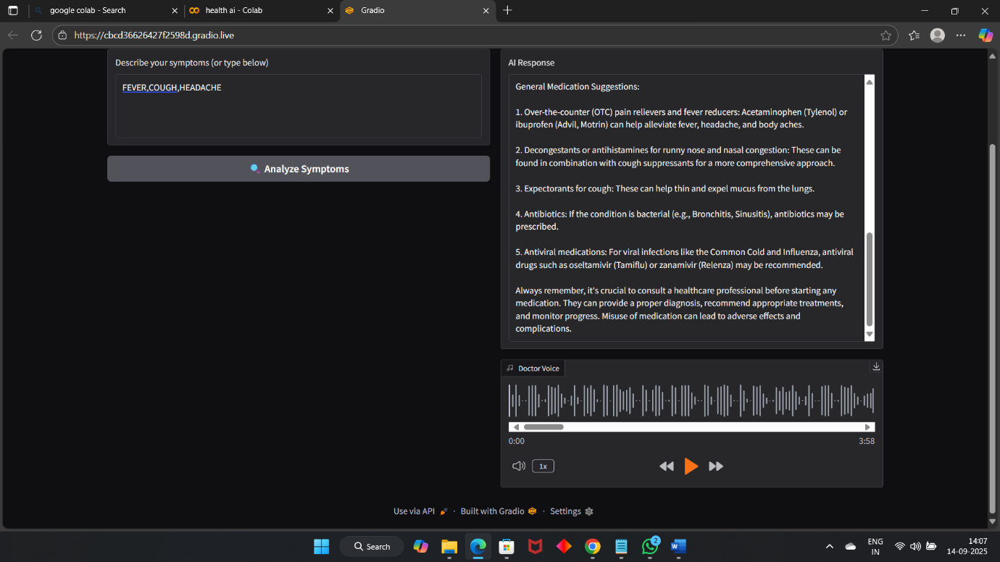 google colab - Search
health ai - Colab
Gradio
https://cbcd36626427f2598d.gradio.live
Describe your symptoms (or type below)
FEVER,COUGH,HEADACHE
Analyze Symptoms
AI Response
General Medication Suggestions:
1. Over-the-counter (OTC) pain relievers and fever reducers: Acetaminophen (Tylenol) or
ibuprofen (Advil, Motrin) can help alleviate fever, headache, and body aches.
2. Decongestants or antihistamines for runny nose and nasal congestion: These can be
found in combination with cough suppressants for a more comprehensive approach.
3. Expectorants for cough: These can help thin and expel mucus from the lungs.
4. Antibiotics: If the condition is bacterial (e.g., Bronchitis, Sinusitis), antibiotics may be
prescribed.
5. Antiviral medications: For viral infections like the Common Cold and Influenza, antiviral
drugs such as oseltamivir (Tamiflu) or zanamivir (Relenza) may be recommended.
Always remember, it's crucial to consult a healthcare professional before starting any
medication. They can provide a proper diagnosis, recommend appropriate treatments,
and monitor progress. Misuse of medication can lead to adverse effects and
complications.
Doctor Voice
0:00
3:58
1x
Use via API · Built with Gradio · Settings
Search
2
W
ENG
IN
14:07
14-09-2025